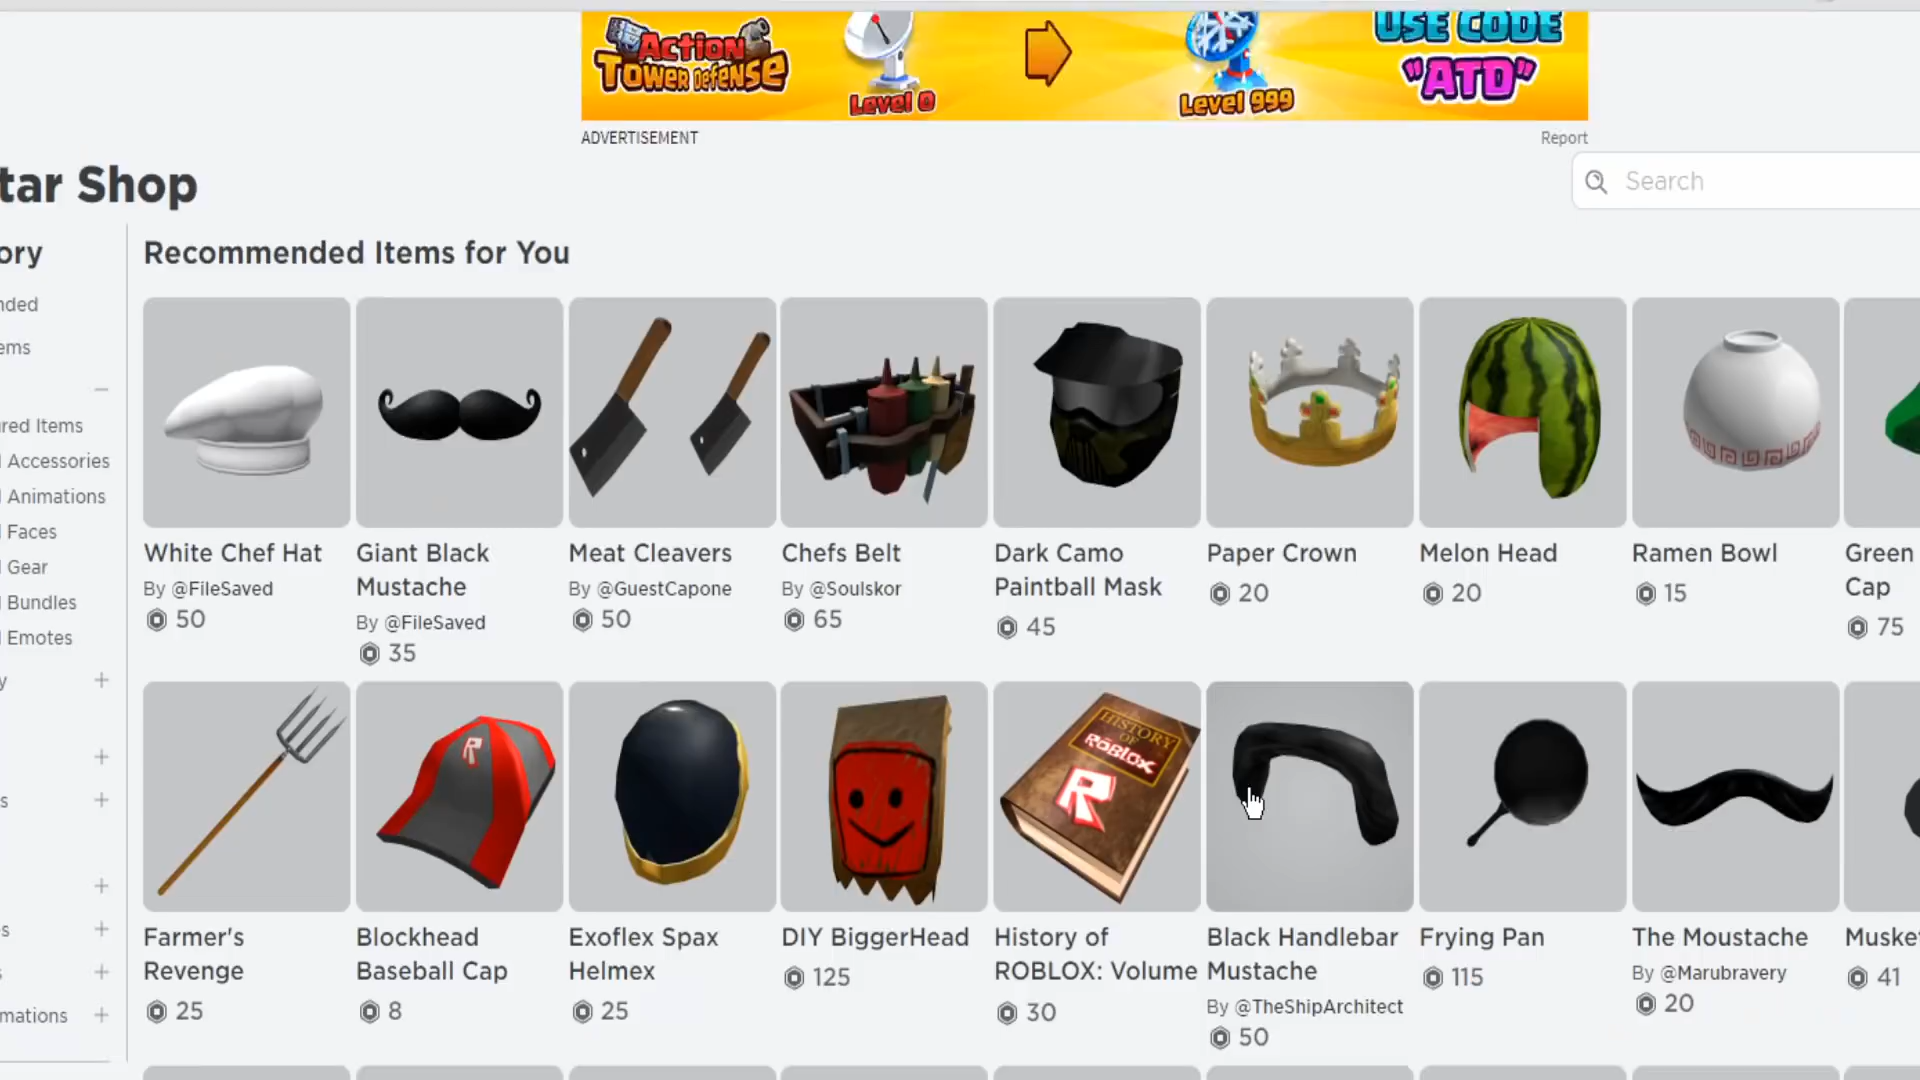 ACTION
TOWER DEFENSE
Level 0
Level 999
USE CODE
"ATD"
ADVERTISEMENT
Report
tar Shop
Search
ory
Recommended Items for You
nded
ems
red Items
l Accessories
l Animations
l Faces
l Gear
l Bundles
l Emotes
y
s
s
s
mations
White Chef Hat
By @FileSaved
50
Giant Black
Mustache
By @FileSaved
35
Meat Cleavers
By @GuestCapone
50
Chefs Belt
By @Soulskor
65
Dark Camo
Paintball Mask
45
Paper Crown
20
Melon Head
20
Ramen Bowl
15
Green
Cap
75
R
HISTORY
OF
ROBLOX
R
Farmer's
Revenge
25
Blockhead
Baseball Cap
8
Exoflex Spax
Helmex
25
DIY BiggerHead
125
History of
ROBLOX: Volume
30
Black Handlebar
Mustache
By @TheShipArchitect
50
Frying Pan
115
The Moustache
By @Marubravery
20
Musket
41